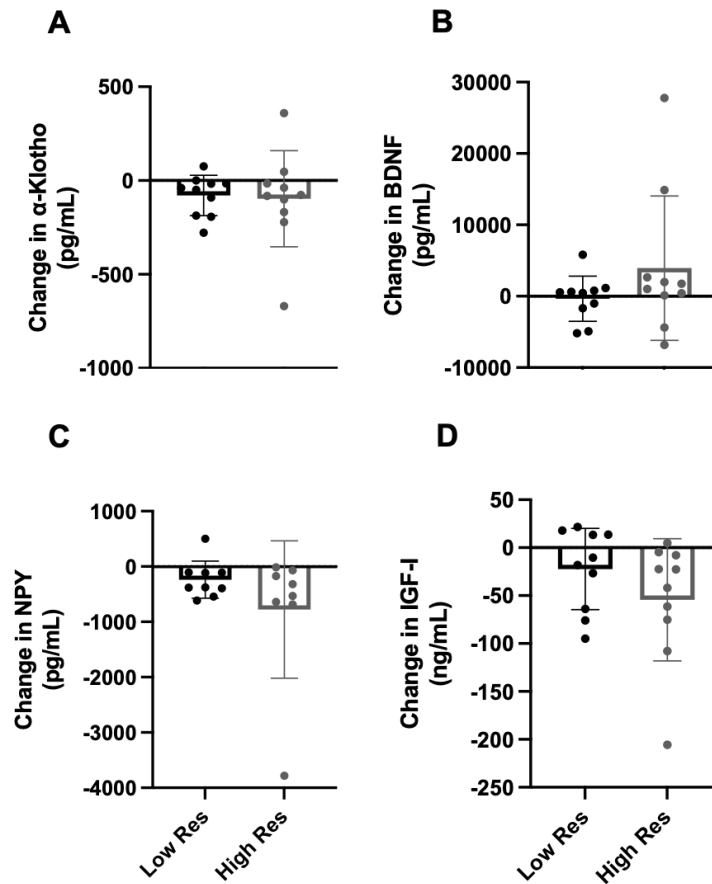 A
B
500
0
-500
-1000
Change in α-Klotho
(pg/mL)
30000
20000
10000
0
-10000
Change in BDNF
(pg/mL)
C
D
1000
0
-1000
-2000
-3000
-4000
Change in NPY
(pg/mL)
Low Res
High Res
50
0
-50
-100
-150
-200
-250
Change in IGF-I
(ng/mL)
Low Res
High Res